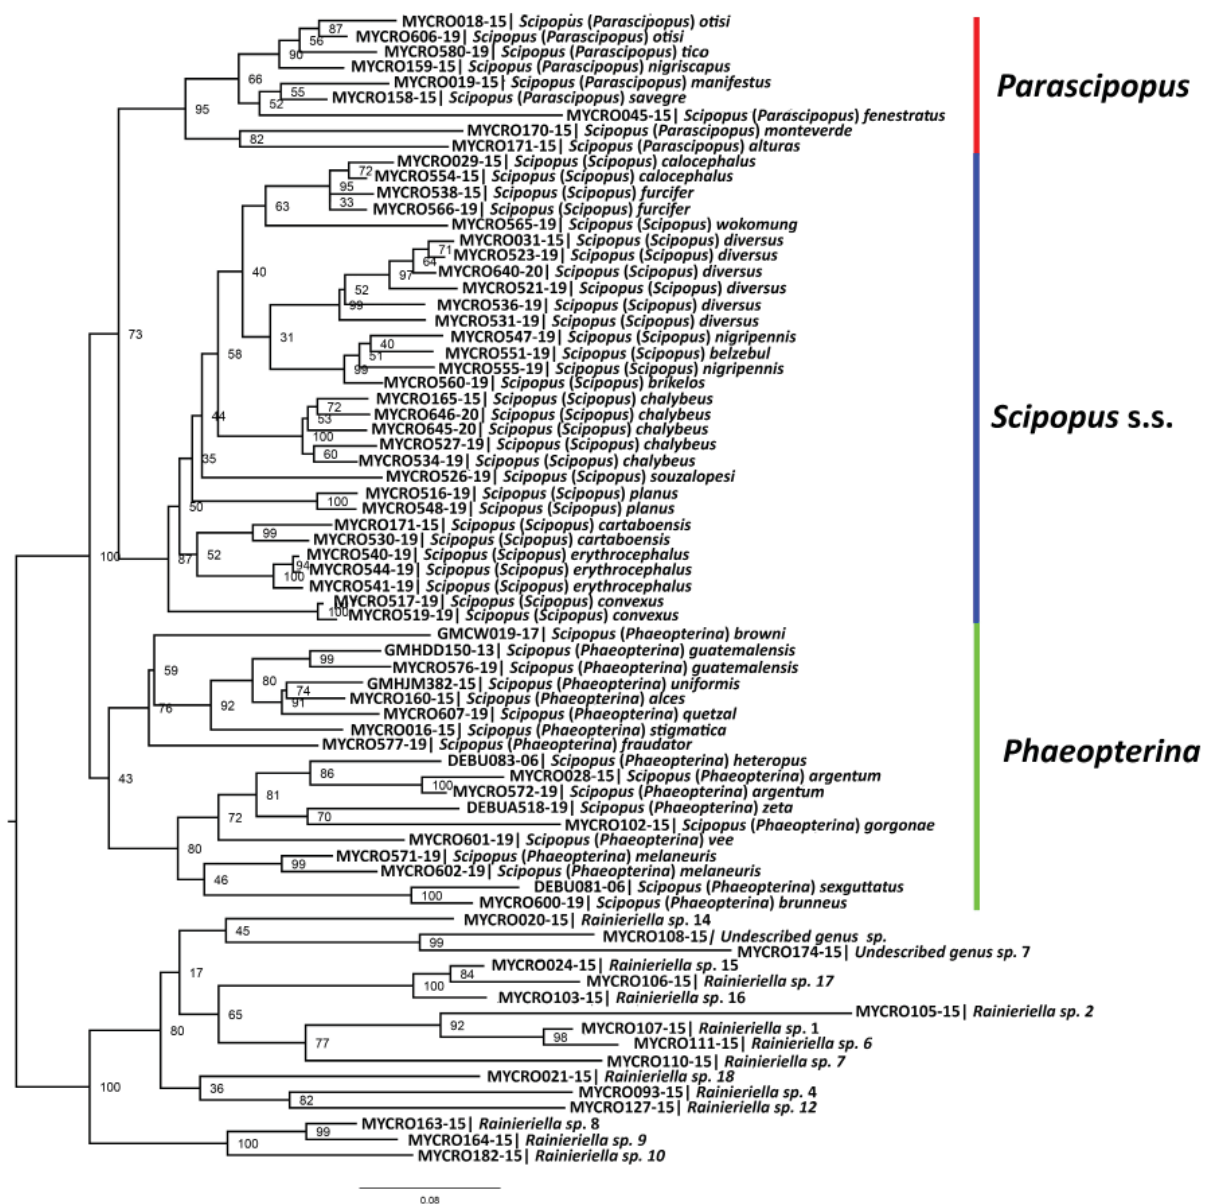 MYCRO018-15| Scipopus (Parascipopus) otisi
87
MYCRO606-19| Scipopus (Parascipopus) otisi
56
MYCRO580-19| Scipopus (Parascipopus) tico
90
MYCRO159-15| Scipopus (Parascipopus) nigriscapus
66
MYCRO019-15| Scipopus (Parascipopus) manifestus
Parascipopus
55
MYCRO158-15| Scipopus (Parascipopus) savegre
52
95
MYCRO045-15| Scipopus (Paráscipopus) fenestratus
MYCRO170-15| Scipopus (Parascipopus) monteverde
82
MYCRO171-15| Scipopus (Parascipopus) alturas
MYCRO029-15| Scipopus (Scipopus) calocephalus
72
MYCRO554-15| Scipopus (Scipopus) calocephalus
95
MYCRO538-15| Scipopus (Scipopus) furcifer
33
63
MYCRO566-19| Scipopus (Scipopus) furcifer
MYCRO565-19| Scipopus (Scipopus) wokomung
MYCRO031-15| Scipopus (Scipopus) diversus
71
MYCRO523-19| Scipopus (Scipopus) diversus
64
40
MYCRO640-20| Scipopus (Scipopus) diversus
97
MYCRO521-19| Scipopus (Scipopus) diversus
52
99
MYCRO536-19| Scipopus (Scipopus) diversus
MYCRO531-19| Scipopus (Scipopus) diversus
73
31
MYCRO547-19| Scipopus (Scipopus) nigripennis
40
58
51
MYCRO551-19| Scipopus (Scipopus) belzebul
99
MYCRO555-19| Scipopus (Scipopus) nigripennis
MYCRO560-19| Scipopus (Scipopus) brikelos
MYCRO165-15| Scipopus (Scipopus) chalybeus
72
44
MYCRO646-20| Scipopus (Scipopus) chalybeus
Scipopus s.s.
53
MYCRO645-20| Scipopus (Scipopus) chalybeus
100
MYCRO527-19| Scipopus (Scipopus) chalybeus
60
35
MYCRO534-19| Scipopus (Scipopus) chalybeus
MYCRO526-19| Scipopus (Scipopus) souzalopesi
MYCRO516-19| Scipopus (Scipopus) planus
100
50
MYCRO548-19| Scipopus (Scipopus) planus
MYCRO171-15| Scipopus (Scipopus) cartaboensis
99
MYCRO530-19| Scipopus (Scipopus) cartaboensis
100
87
52
MYCRO540-19| Scipopus (Scipopus) erythrocephalus
94
MYCRO544-19| Scipopus (Scipopus) erythrocephalus
100
MYCRO541-19| Scipopus (Scipopus) erythrocephalus
MYCRO517-19| Scipopus (Scipopus) convexus
100
MYCRO519-19| Scipopus (Scipopus) convexus
GMCW019-17| Scipopus (Phaeopterina) browni
GMHDD150-13| Scipopus (Phaeopterina) guatemalensis
99
59
MYCRO576-19| Scipopus (Phaeopterina) guatemalensis
80
GMHJM382-15| Scipopus (Phaeopterina) uniformis
74
MYCRO160-15| Scipopus (Phaeopterina) alces
91
76
92
MYCRO607-19| Scipopus (Phaeopterina) quetzal
MYCRO016-15| Scipopus (Phaeopterina) stigmatica
MYCRO577-19| Scipopus (Phaeopterina) fraudator
Phaeopterina
DEBU083-06| Scipopus (Phaeopterina) heteropus
86
43
MYCRO028-15| Scipopus (Phaeopterina) argentum
100
MYCRO572-19| Scipopus (Phaeopterina) argentum
81
DEBUA518-19| Scipopus (Phaeopterina) zeta
70
72
MYCRO102-15| Scipopus (Phaeopterina) gorgonae
MYCRO601-19| Scipopus (Phaeopterina) vee
80
MYCRO571-19| Scipopus (Phaeopterina) melaneuris
99
MYCRO602-19| Scipopus (Phaeopterina) melaneuris
46
DEBU081-06| Scipopus (Phaeopterina) sexguttatus
100
MYCRO600-19| Scipopus (Phaeopterina) brunneus
MYCRO020-15| Rainieriella sp. 14
45
MYCRO108-15| Undescribed genus sp.
99
MYCRO174-15| Undescribed genus sp. 7
MYCRO024-15| Rainieriella sp. 15
17
84
MYCRO106-15| Rainieriella sp. 17
100
MYCRO103-15| Rainieriella sp. 16
65
MYCRO105-15| Rainieriella sp. 2
92
80
MYCRO107-15| Rainieriella sp. 1
98
77
MYCRO111-15| Rainieriella sp. 6
MYCRO110-15| Rainieriella sp. 7
MYCRO021-15| Rainieriella sp. 18
100
36
MYCRO093-15| Rainieriella sp. 4
82
MYCRO127-15| Rainieriella sp. 12
MYCRO163-15| Rainieriella sp. 8
99
100
MYCRO164-15| Rainieriella sp. 9
MYCRO182-15| Rainieriella sp. 10
0.08